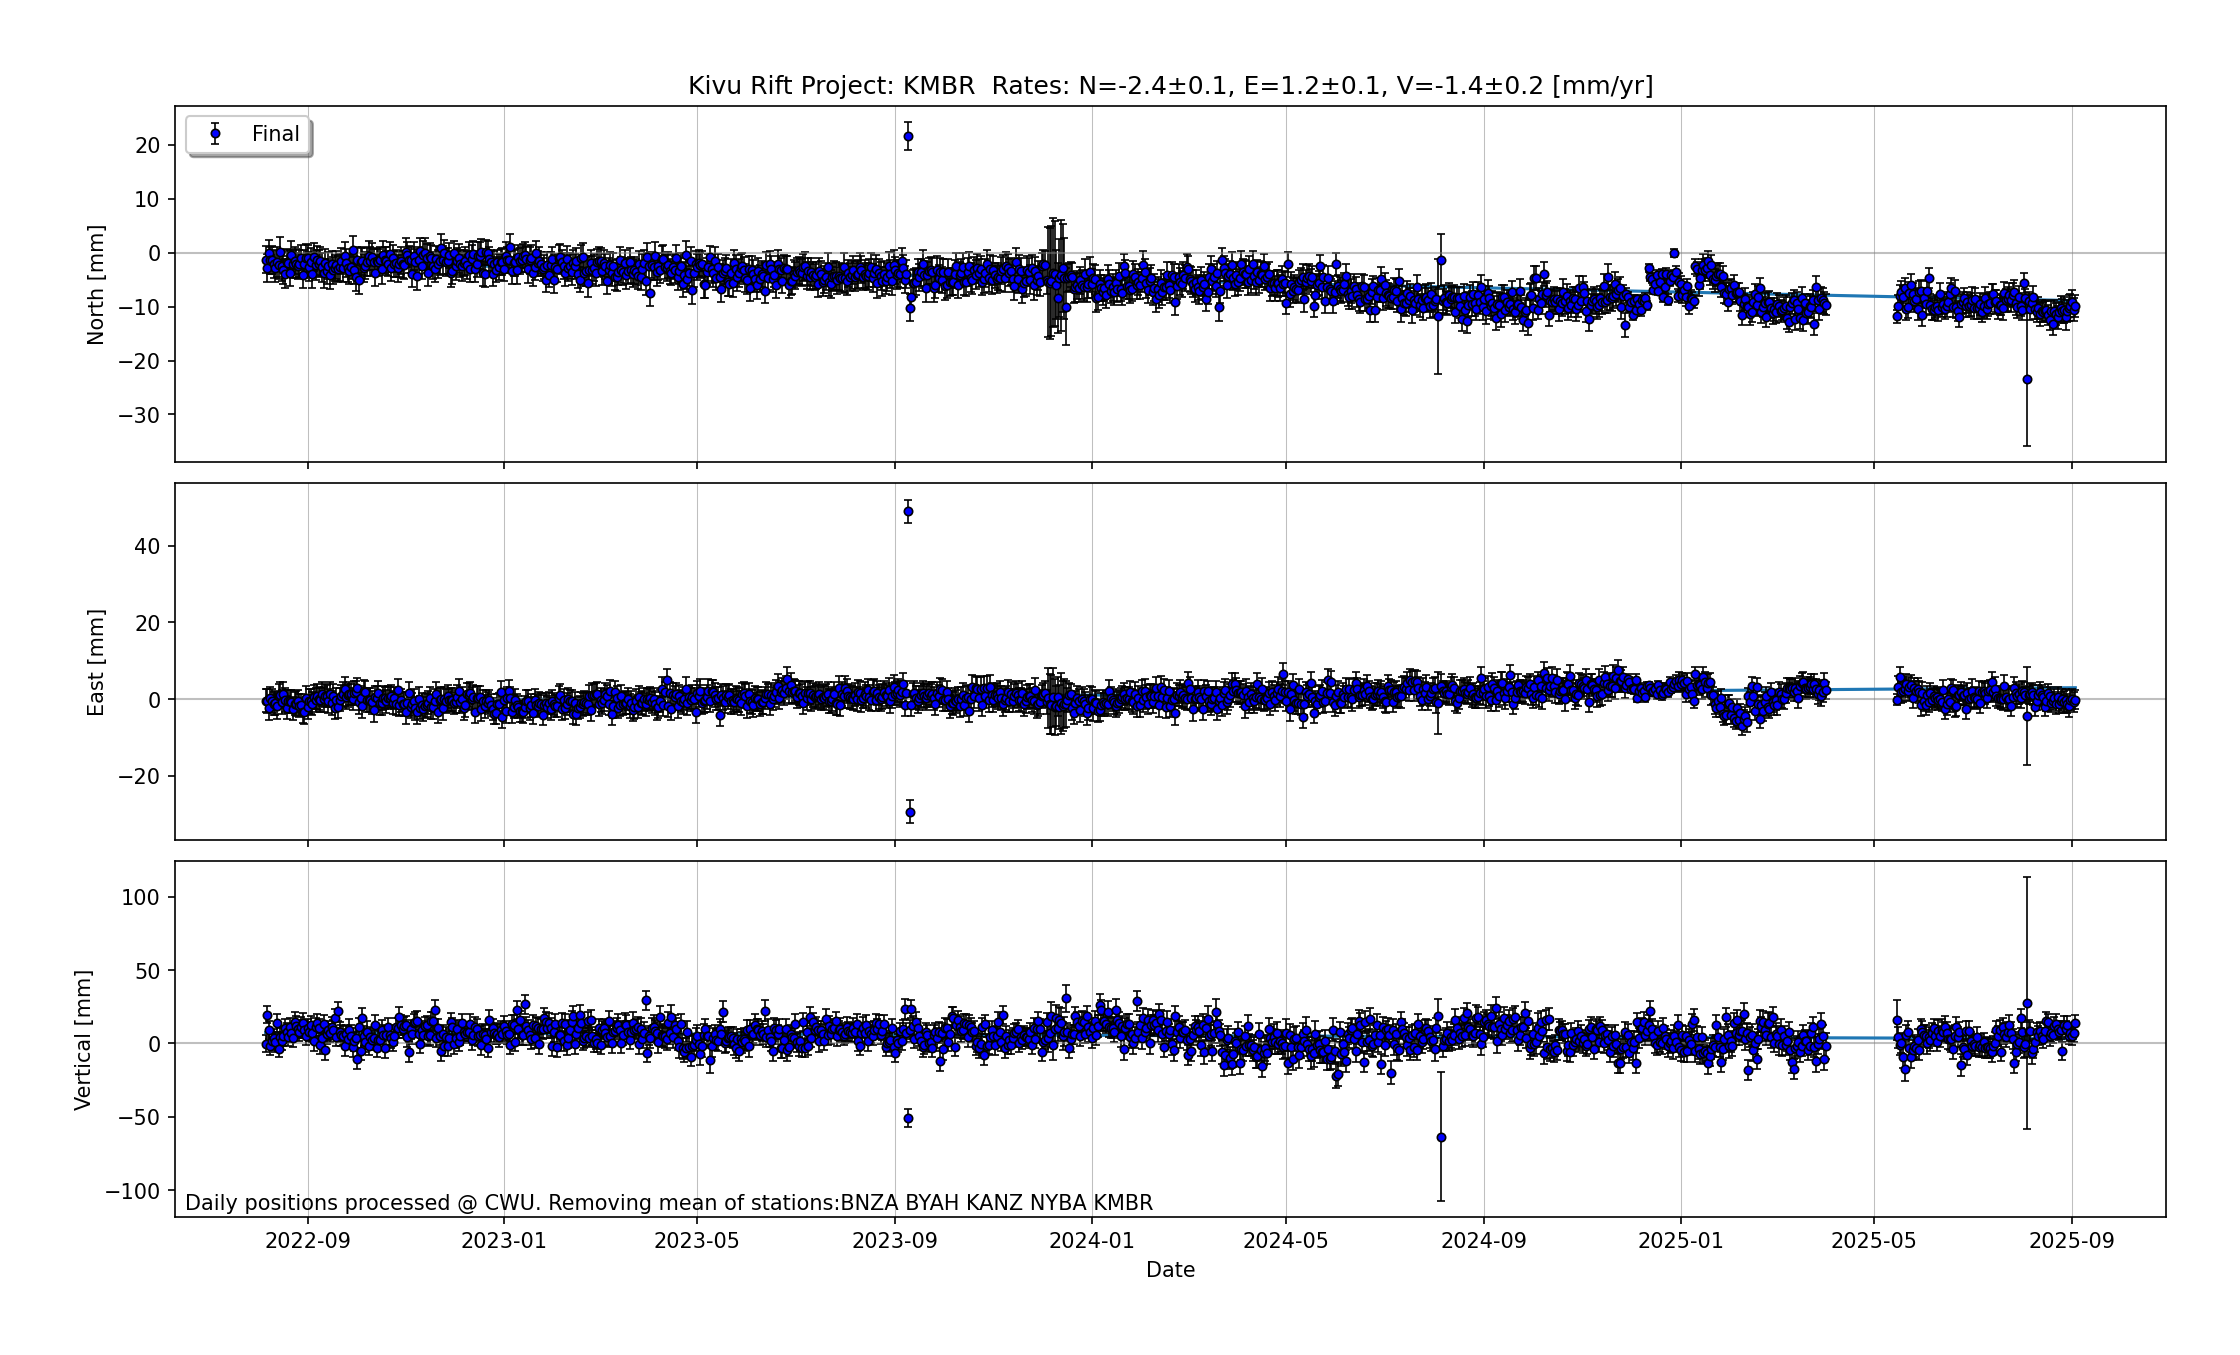 Kivu Rift Project: KMBR  Rates: N=-2.4±0.1, E=1.2±0.1, V=-1.4±0.2 [mm/yr]
Final
20
10
0
−10
−20
−30
North [mm]
40
20
0
−20
East [mm]
100
50
0
−50
−100
Vertical [mm]
Daily positions processed @ CWU. Removing mean of stations:BNZA BYAH KANZ NYBA KMBR
2022-09 2023-01 2023-05 2023-09 2024-01 2024-05 2024-09 2025-01 2025-05 2025-09
Date